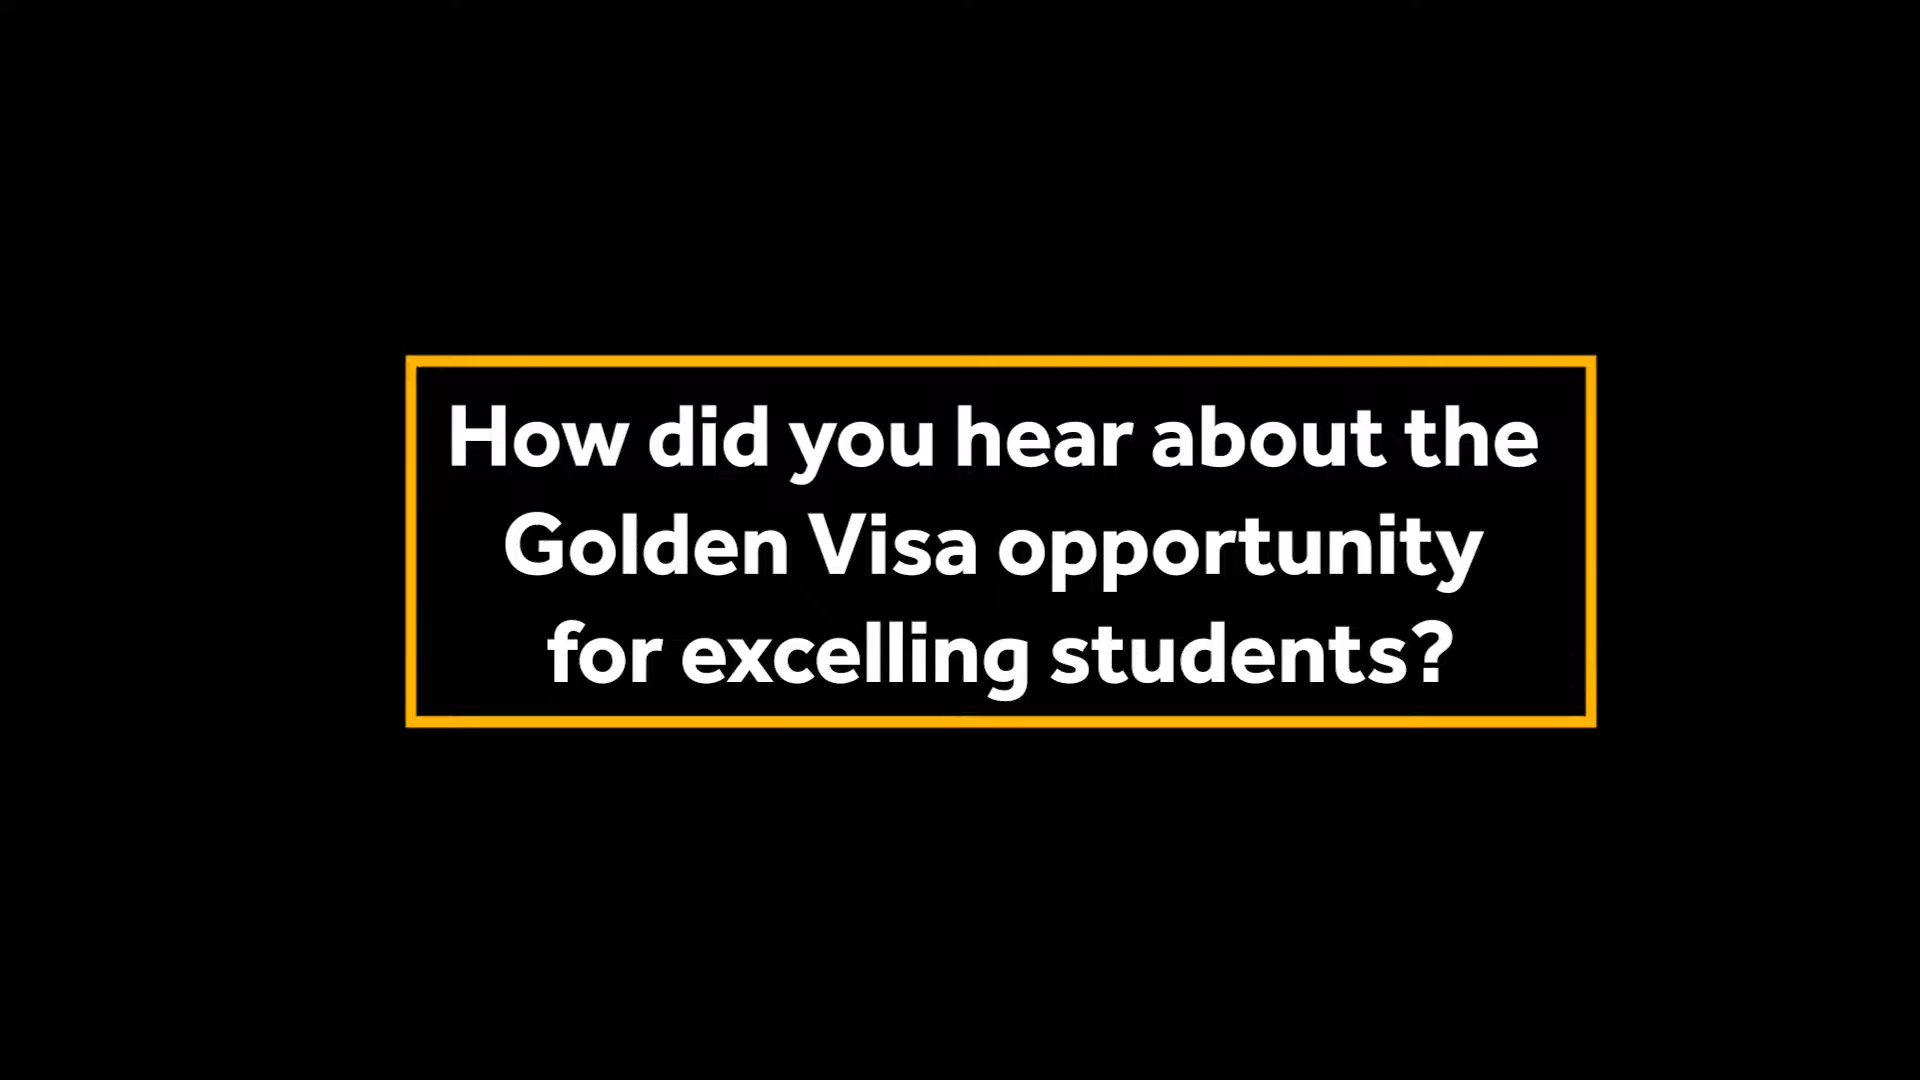 How did you hear about the
Golden Visa opportunity
for excelling students?